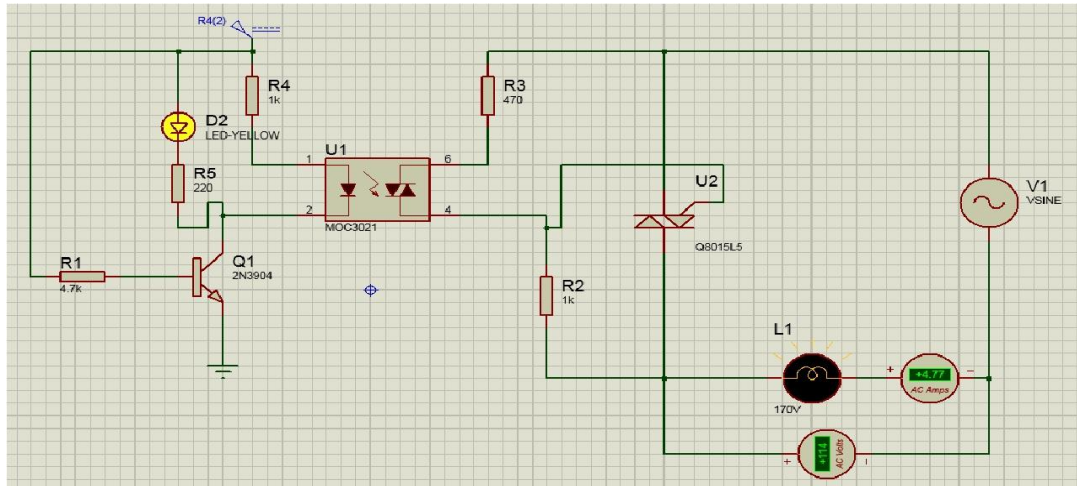 R4(2)
R4
1k
D2
LED-YELLOW
R5
220
U1
1
2
6
4
MOC3021
R3
470
U2
Q8015L5
V1
VSINE
R1
4.7k
Q1
2N3904
R2
1k
L1
170V
+ +4.77 -
AC Amps
+ +114 -
AC Volts